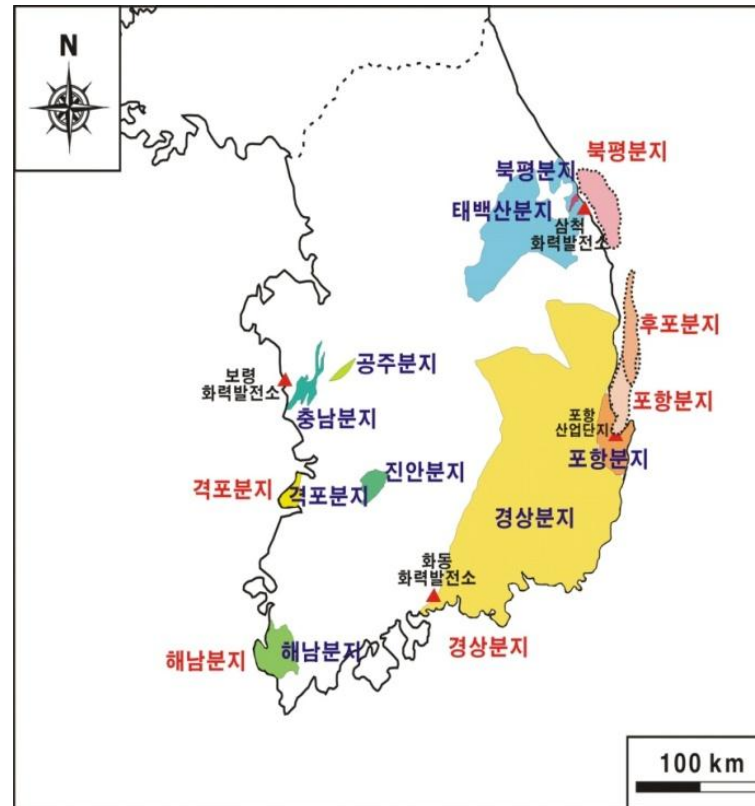 N
북평분지
북평분지
태백산분지
삼척
화력발전소
후포분지
공주분지
보령
화력발전소
충남분지
포항분지
포항
산업단지
포항분지
진안분지
격포분지
격포분지
경상분지
화동
화력발전소
해남분지
해남분지
경상분지
100 km